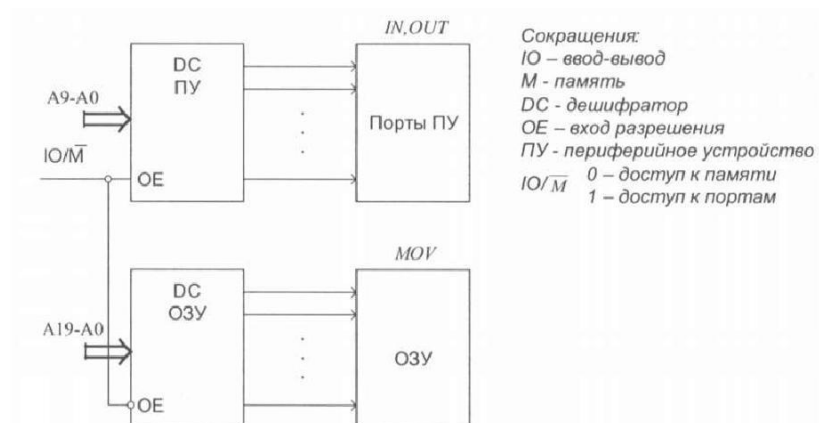 IN,OUT
DC
ПУ
A9-A0
Порты ПУ
IO/M̅
OE
MOV
DC
ОЗУ
A19-A0
ОЗУ
OE
Сокращения:
IO – ввод-вывод
M - память
DC - дешифратор
OE – вход разрешения
ПУ - периферийное устройство
IO/M̅ 0 – доступ к памяти
1 – доступ к портам